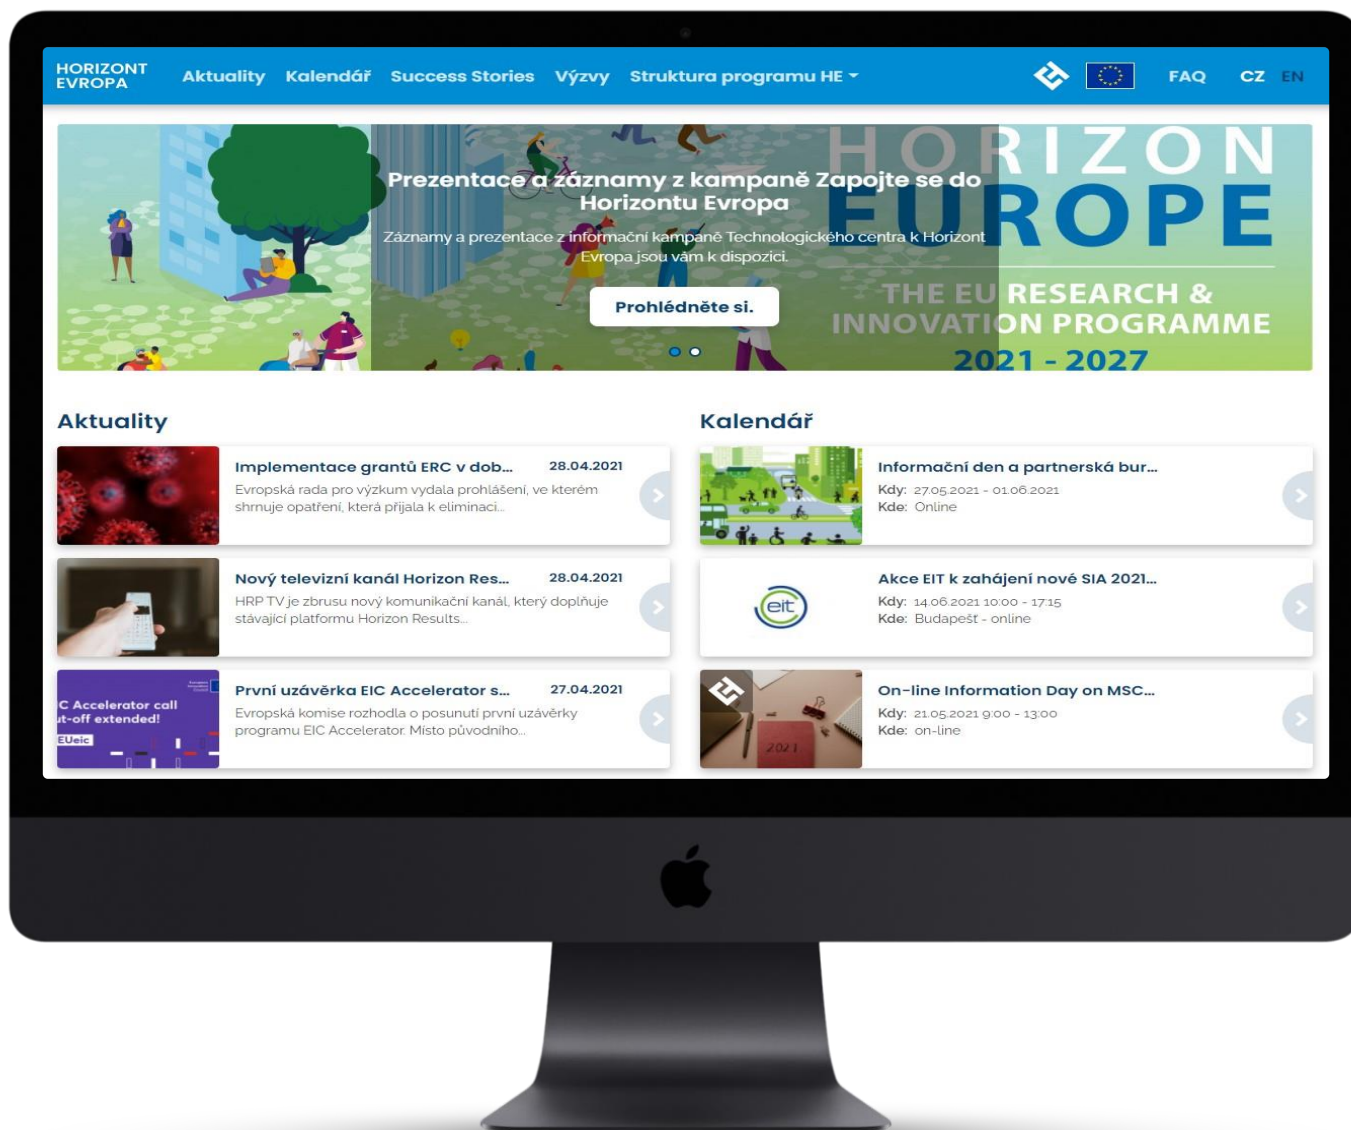 HORIZONT
EVROPA
Aktuality Kalendář Success Stories Výzvy Struktura programu HE
FAQ CZ EN
HORIZON
EUROPE
THE EU RESEARCH &
INNOVATION PROGRAMME
2021 - 2027
Prezentace a záznamy z kampaně Zapojte se do
Horizontu Evropa
Záznamy a prezentace z informační kampaně Technologického centra k Horizont
Evropa jsou vám k dispozici.
Prohlédněte si.
Aktuality
Implementace grantů ERC v dob... 28.04.2021
Evropská rada pro výzkum vydala prohlášení, ve kterém
shrnuje opatření, která přijala k eliminaci...
Nový televizní kanál Horizon Res... 28.04.2021
HRP TV je zbrusu nový komunikační kanál, který doplňuje
stávající platformu Horizon Results...
C Accelerator call
ut-off extended!
EUeic
První uzávěrka EIC Accelerator s... 27.04.2021
Evropská komise rozhodla o posunutí první uzávěrky
programu EIC Accelerator. Místo původního...
Kalendář
Informační den a partnerská bur...
Kdy: 27.05.2021 - 01.06.2021
Kde: Online
eit
Akce EIT k zahájení nové SIA 2021...
Kdy: 14.06.2021 10:00 - 17:15
Kde: Budapešť - online
2021
On-line Information Day on MSC...
Kdy: 21.05.2021 9:00 - 13:00
Kde: on-line